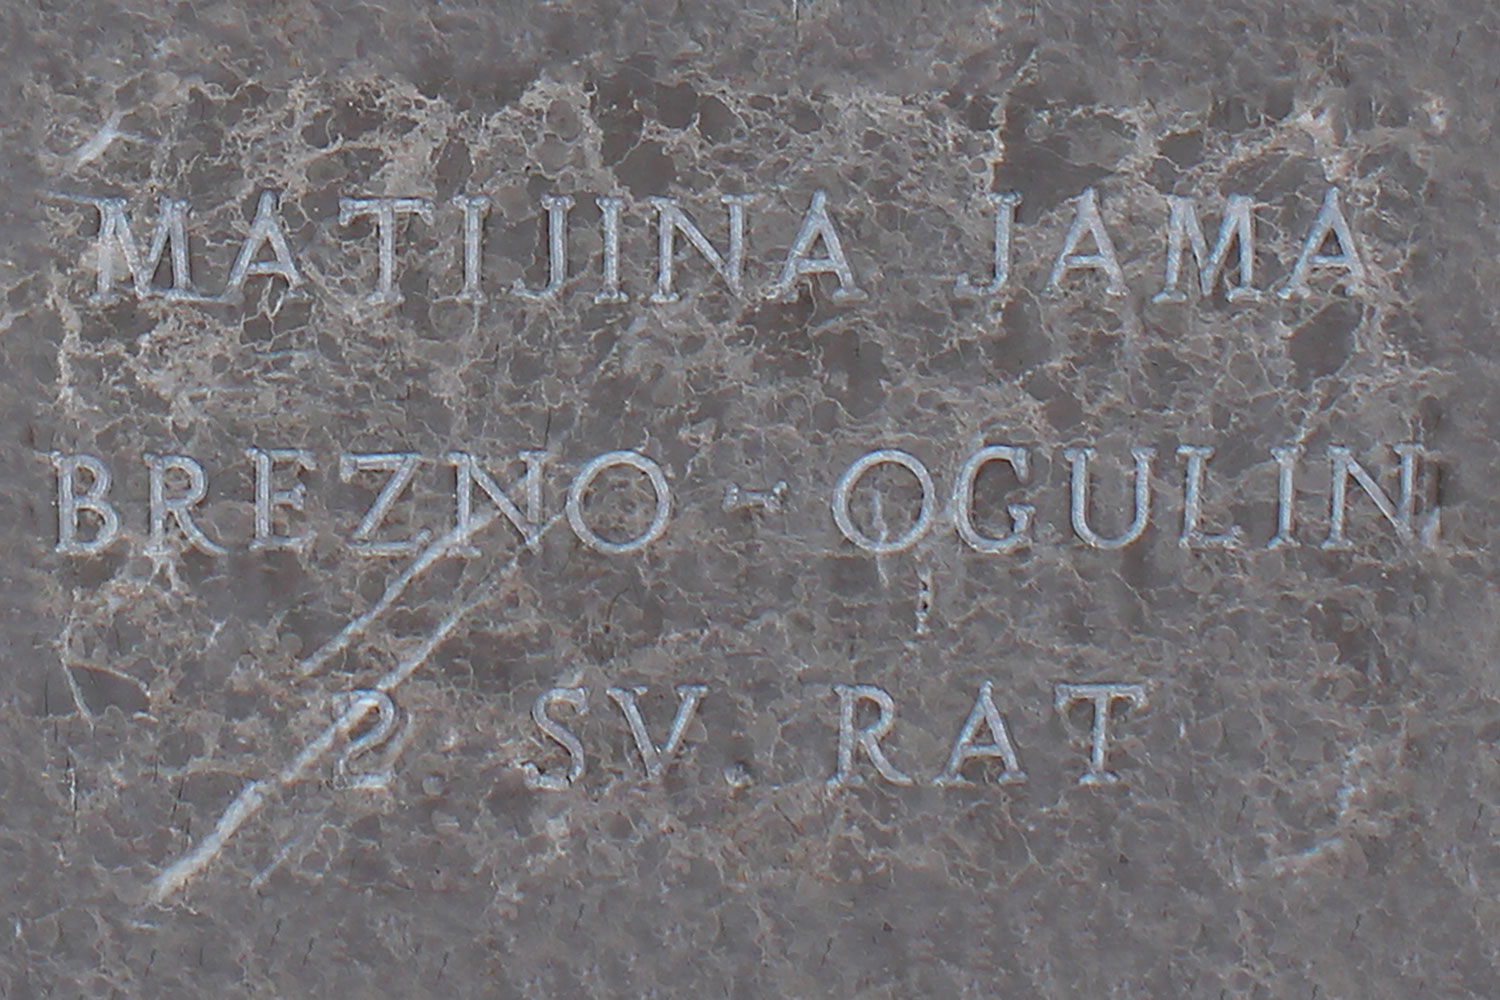 MATIJINA JAMA
BREZNO - OGULIN
2. SV. RAT